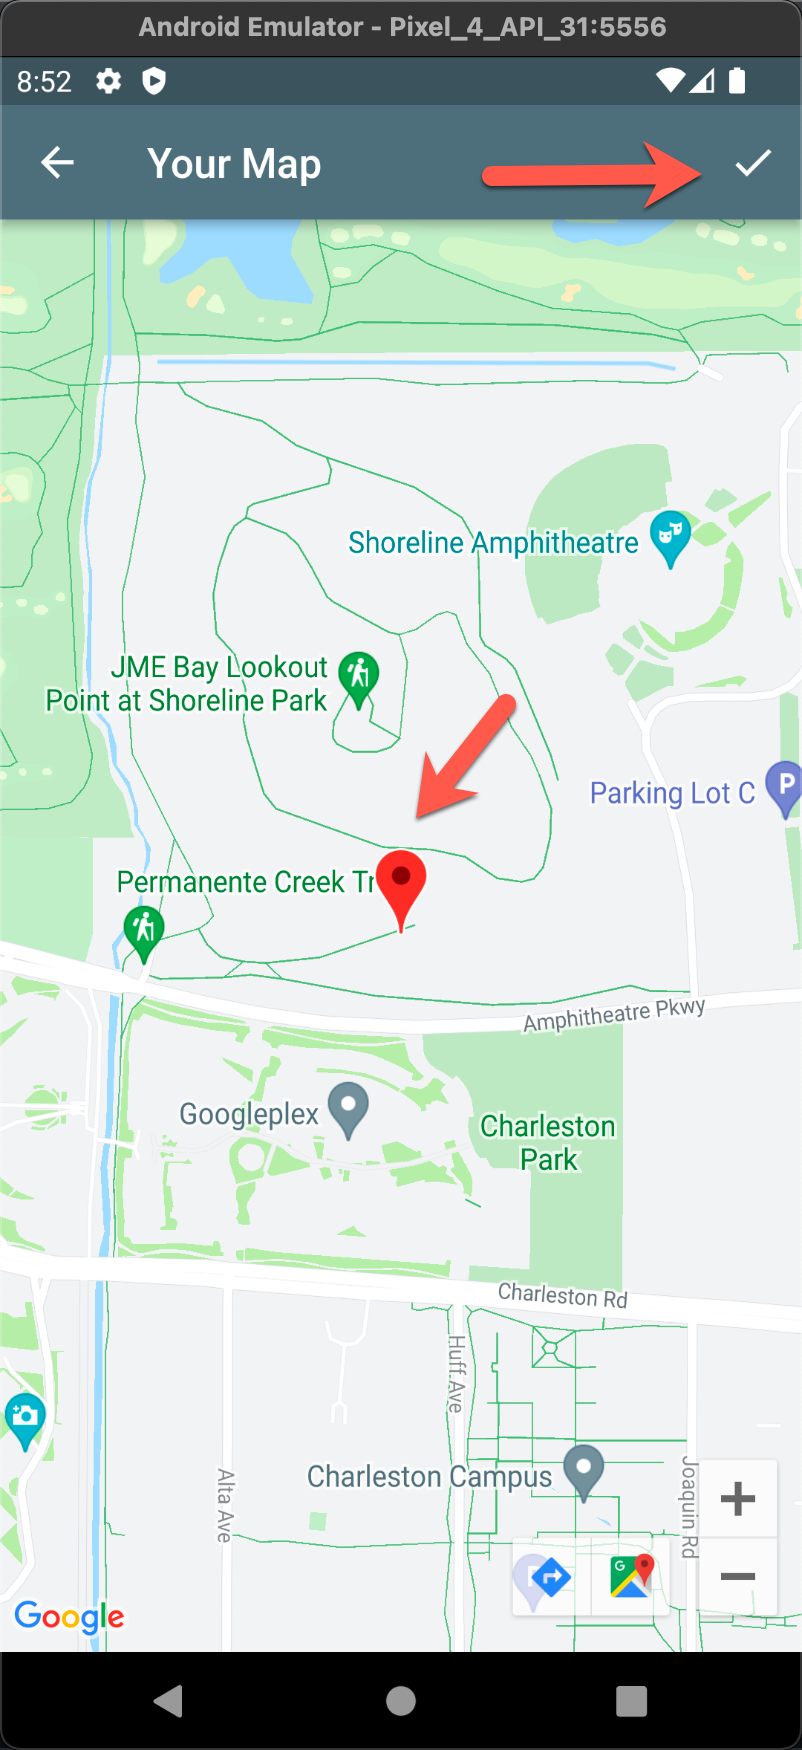 Android Emulator - Pixel_4_API_31:5556
8:52
Your Map
Shoreline Amphitheatre
JME Bay Lookout
Point at Shoreline Park
Parking Lot C
P
Permanente Creek Tr
Amphitheatre Pkwy
Googleplex
Charleston
Park
Charleston Rd
Huff Ave
Charleston Campus
Alta Ave
Joaquin Rd
G
Google